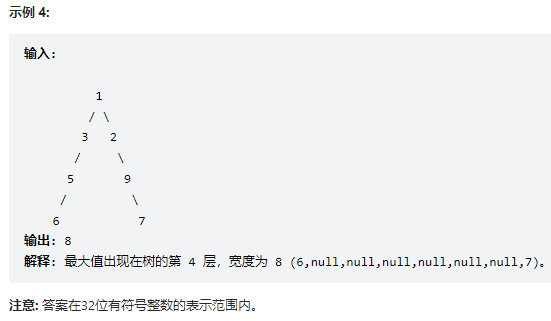 示例 4:
输入:
1
/ \
3 2
/ \
5 9
/ \
6 7
输出: 8
解释: 最大值出现在树的第 4 层，宽度为 8 (6,null,null,null,null,null,null,7)。
注意: 答案在32位有符号整数的表示范围内。